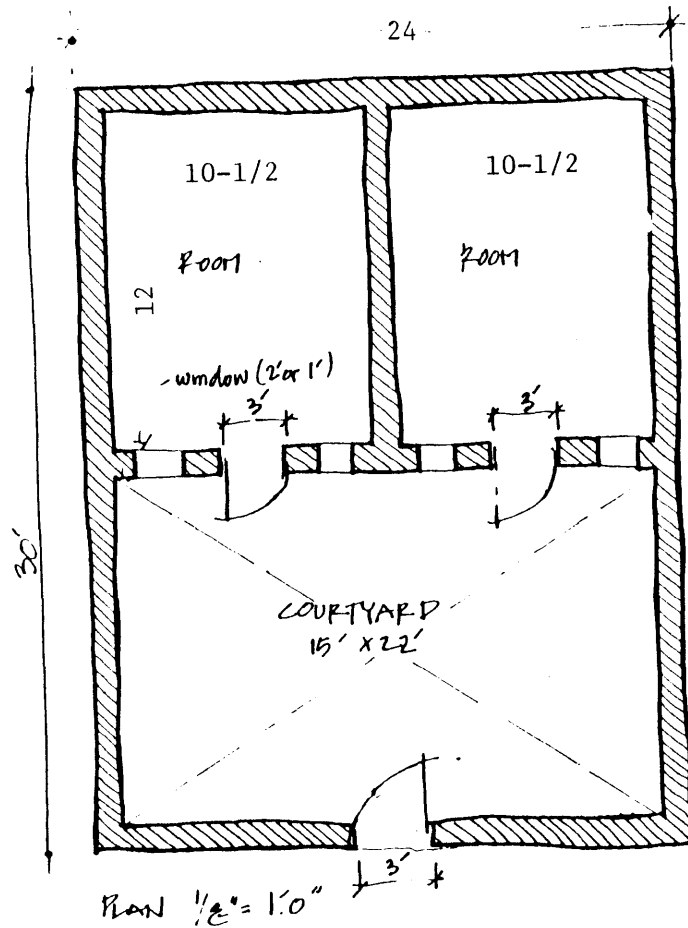 24
10-1/2
10-1/2
ROOM
ROOM
12
window (2' or 1')
3'
3'
30'
COURTYARD
15' x 22'
3'
PLAN 1/8" = 1'.0"